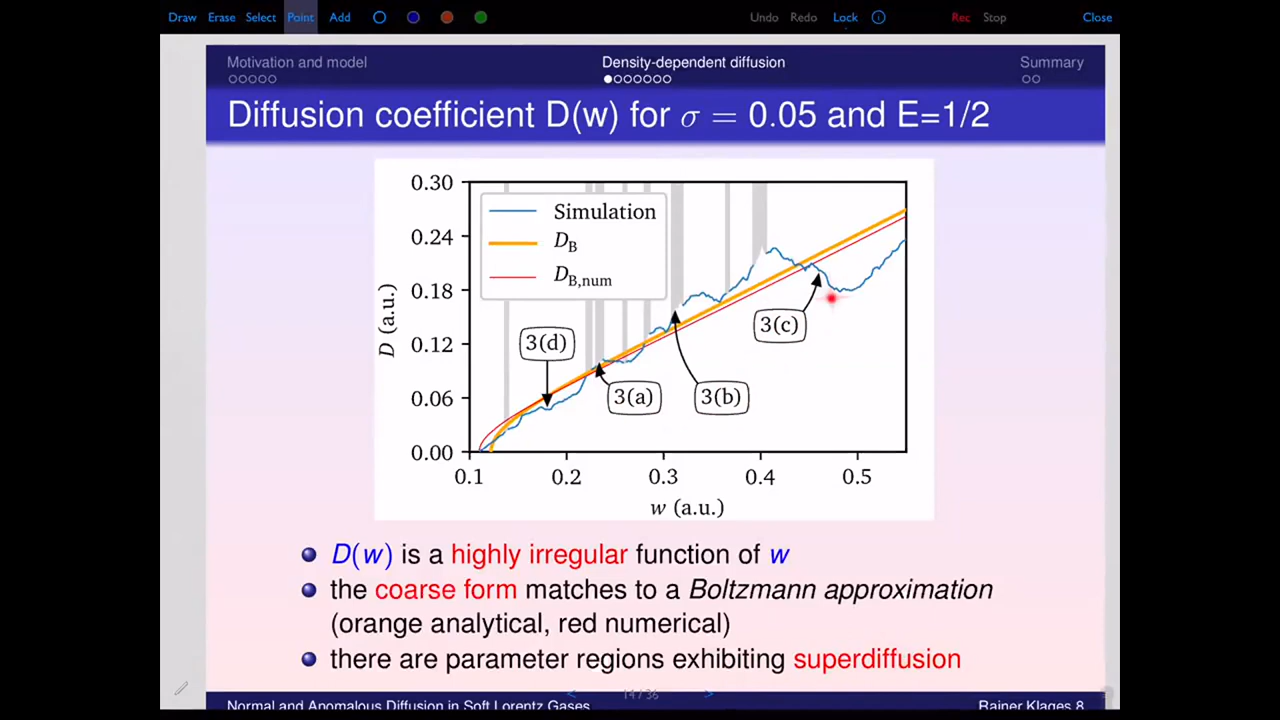 Draw Erase Select Point Add Undo Redo Lock Rec Stop Close
Motivation and model Density-dependent diffusion Summary
Diffusion coefficient D(w) for σ = 0.05 and E=1/2
0.30
0.24
0.18
0.12
0.06
0.00
D (a.u.)
Simulation
D_B
D_B,num
3(d)
3(a)
3(b)
3(c)
0.1 0.2 0.3 0.4 0.5
w (a.u.)
D(w) is a highly irregular function of w
the coarse form matches to a Boltzmann approximation
(orange analytical, red numerical)
there are parameter regions exhibiting superdiffusion
14 / 36
Normal and Anomalous Diffusion in Soft Lorentz Gases Rainer Klages 8